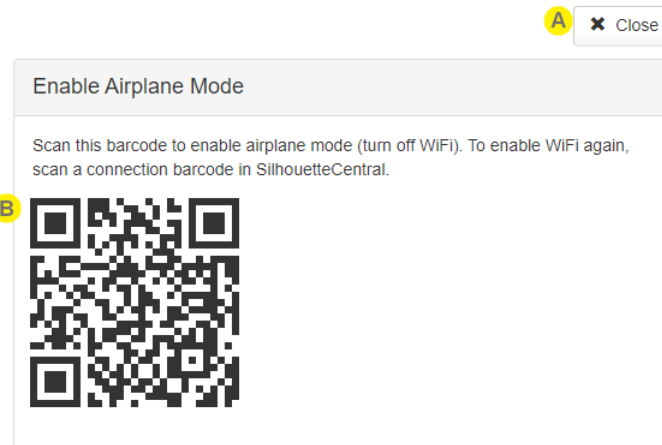 A
✖ Close
Enable Airplane Mode
Scan this barcode to enable airplane mode (turn off WiFi). To enable WiFi again,
scan a connection barcode in SilhouetteCentral.
B